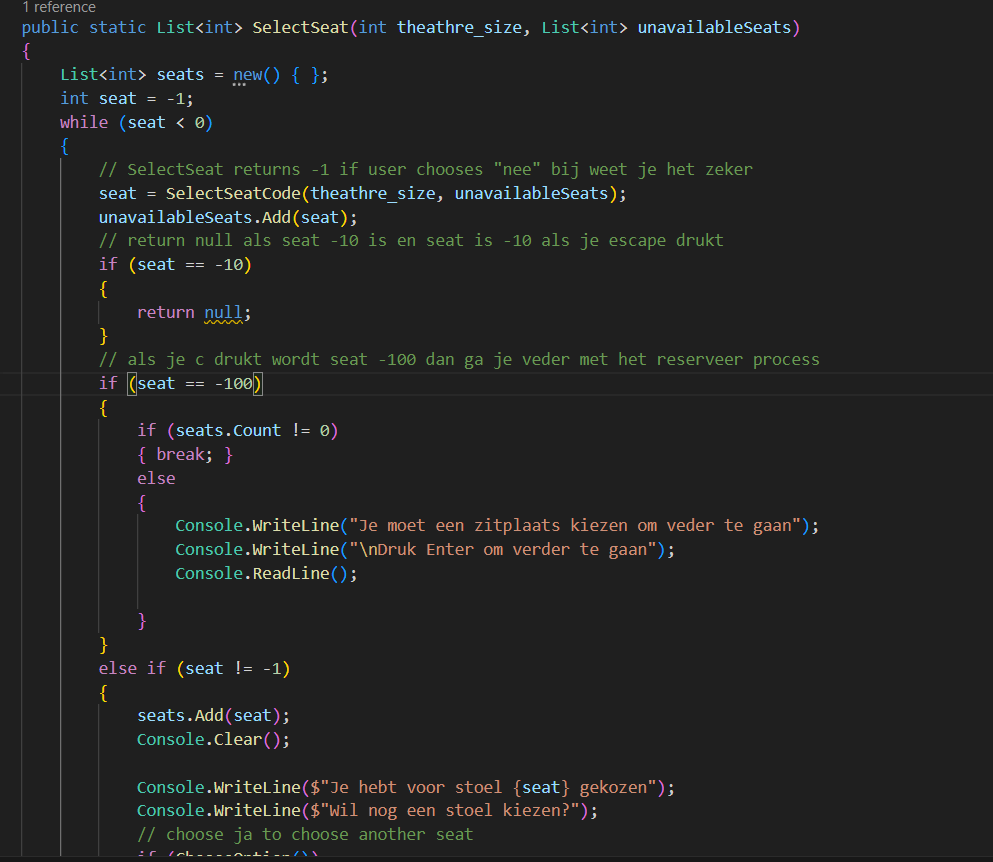 1 reference
public static List<int> SelectSeat(int theathre_size, List<int> unavailableSeats)
{
List<int> seats = new() { };
int seat = -1;
while (seat < 0)
{
// SelectSeat returns -1 if user chooses "nee" bij weet je het zeker
seat = SelectSeatCode(theathre_size, unavailableSeats);
unavailableSeats.Add(seat);
// return null als seat -10 is en seat is -10 als je escape drukt
if (seat == -10)
{
return null;
}
// als je c drukt wordt seat -100 dan ga je veder met het reserveer process
if (seat == -100)
{
if (seats.Count != 0)
{ break; }
else
{
Console.WriteLine("Je moet een zitplaats kiezen om veder te gaan");
Console.WriteLine("\nDruk Enter om verder te gaan");
Console.ReadLine();
}
}
else if (seat != -1)
{
seats.Add(seat);
Console.Clear();
Console.WriteLine($"Je hebt voor stoel {seat} gekozen");
Console.WriteLine($"Wil nog een stoel kiezen?");
// choose ja to choose another seat
if